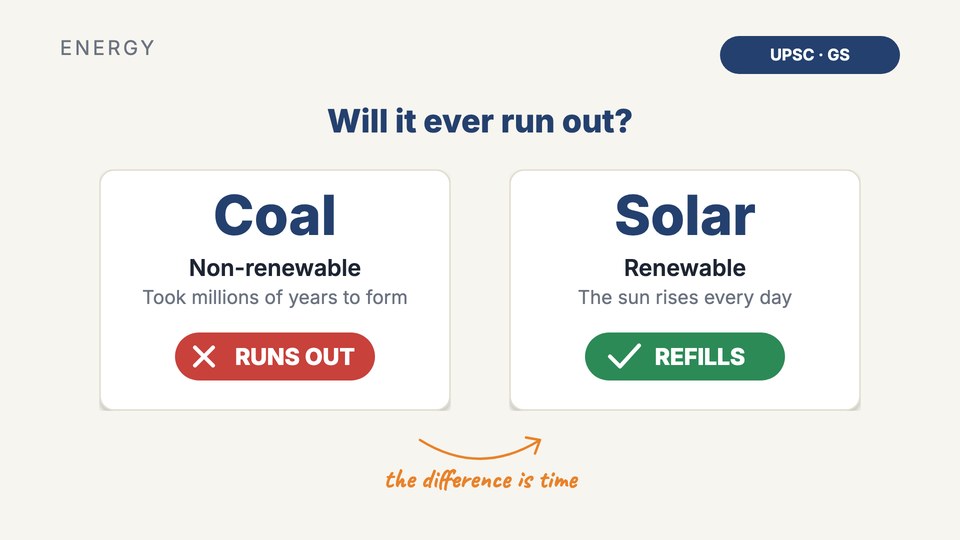 ENERGY
UPSC · GS
Will it ever run out?
Coal
Non-renewable
Took millions of years to form
RUNS OUT
Solar
Renewable
The sun rises every day
REFILLS
the difference is time